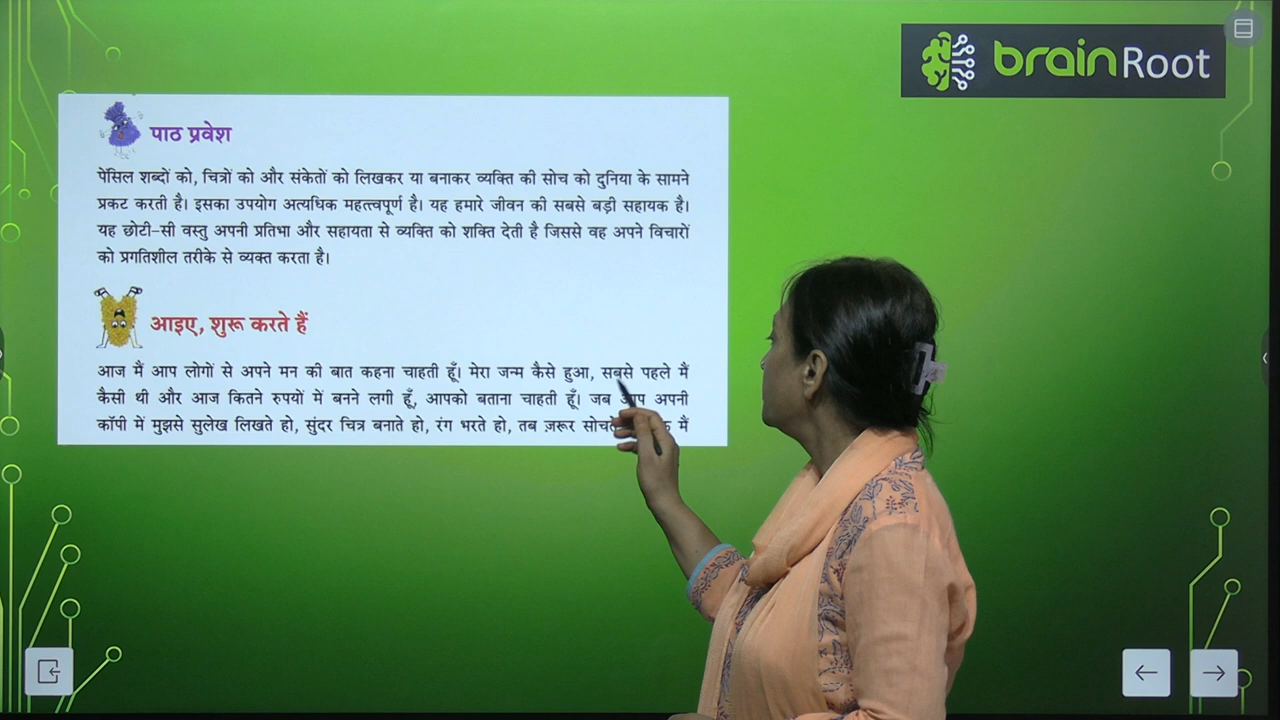 brainRoot
पाठ प्रवेश
पेंसिल शब्दों को, चित्रों को और संकेतों को लिखकर या बनाकर व्यक्ति की सोच को दुनिया के सामने
प्रकट करती है। इसका उपयोग अत्यधिक महत्त्वपूर्ण है। यह हमारे जीवन की सबसे बड़ी सहायक है।
यह छोटी-सी वस्तु अपनी प्रतिभा और सहायता से व्यक्ति को शक्ति देती है जिससे वह अपने विचारों
को प्रगतिशील तरीके से व्यक्त करता है।
आइए, शुरू करते हैं
आज मैं आप लोगों से अपने मन की बात कहना चाहती हूँ। मेरा जन्म कैसे हुआ, सबसे पहले मैं
कैसी थी और आज कितने रुपयों में बनने लगी हूँ, आपको बताना चाहती हूँ। जब आप अपनी
कॉपी में मुझसे सुलेख लिखते हो, सुंदर चित्र बनाते हो, रंग भरते हो, तब ज़रूर सोचते मैं